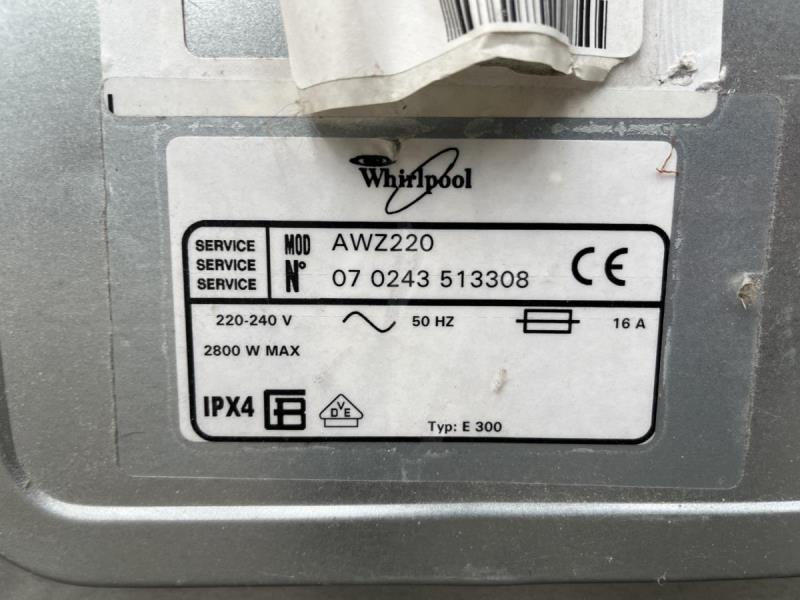 Whirlpool
SERVICE
SERVICE
SERVICE
MOD AWZ220
N° 07 0243 513308
CE
220-240 V 50 HZ 16 A
2800 W MAX
IPX4
VDE
Typ: E 300